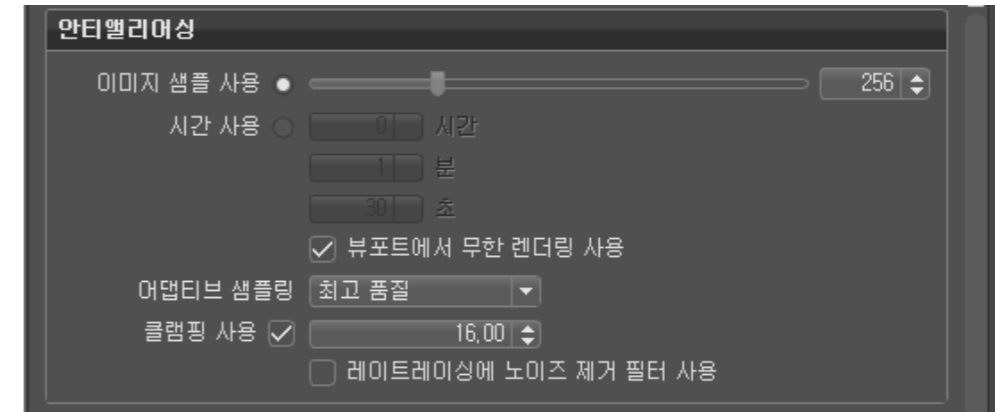 안티앨리어싱
이미지 샘플 사용 256
시간 사용 0 시간
1 분
30 초
뷰포트에서 무한 렌더링 사용
어댑티브 샘플링 최고 품질
클램핑 사용 16,00
레이트레이싱에 노이즈 제거 필터 사용